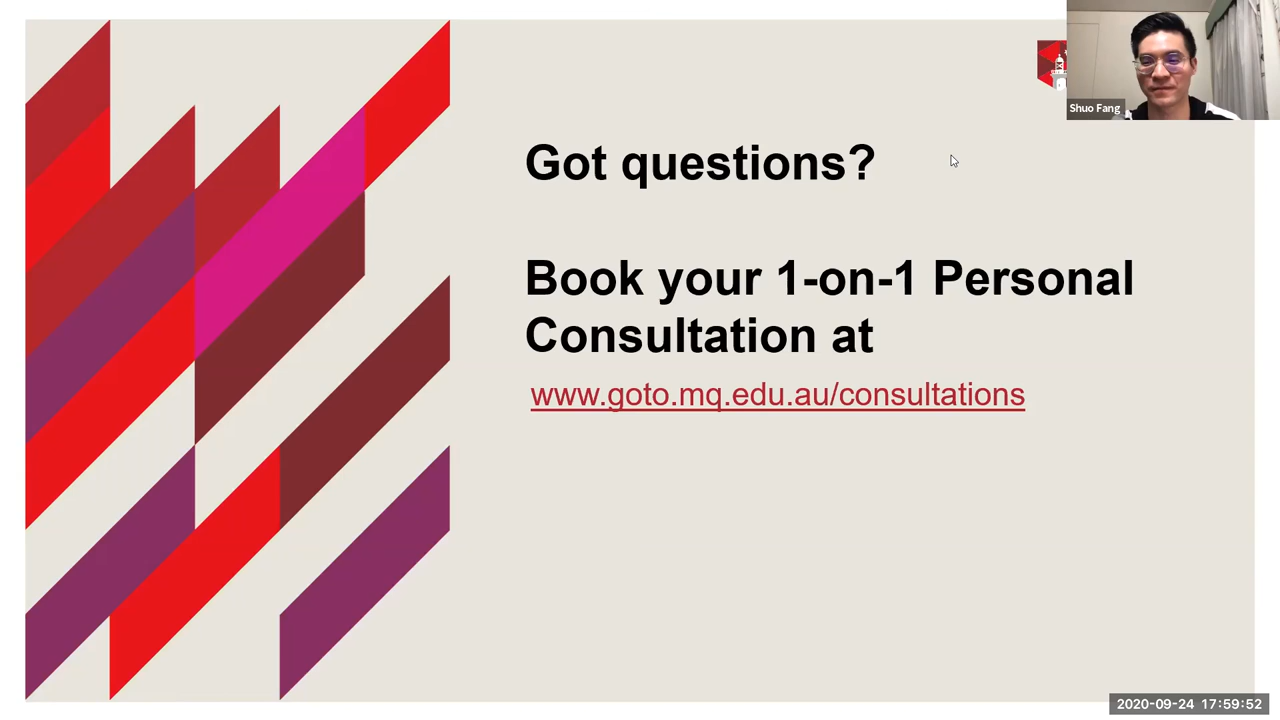 Shuo Fang
Got questions?
Book your 1-on-1 Personal
Consultation at
www.goto.mq.edu.au/consultations
2020-09-24 17:59:52